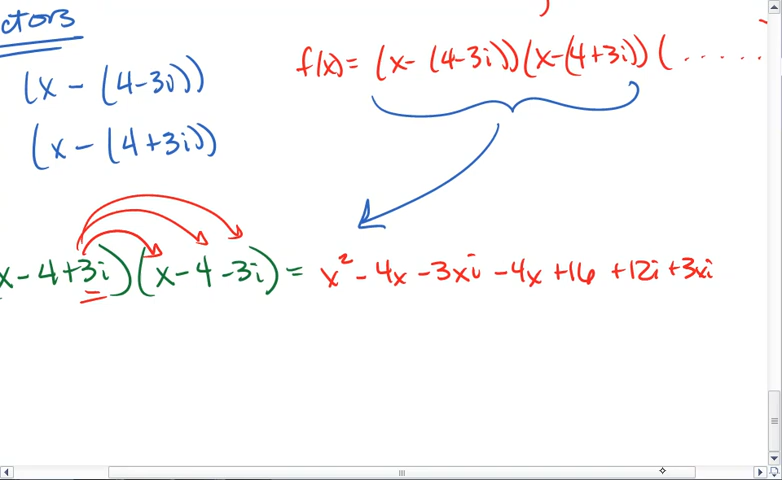 ctors
f(x) = (x - (4-3i))(x-(4+3i))( ......
(x - (4-3i))
(x - (4+3i))
x-4+3i)(x-4-3i) = x² - 4x - 3xi - 4x + 16 + 12i + 3xi